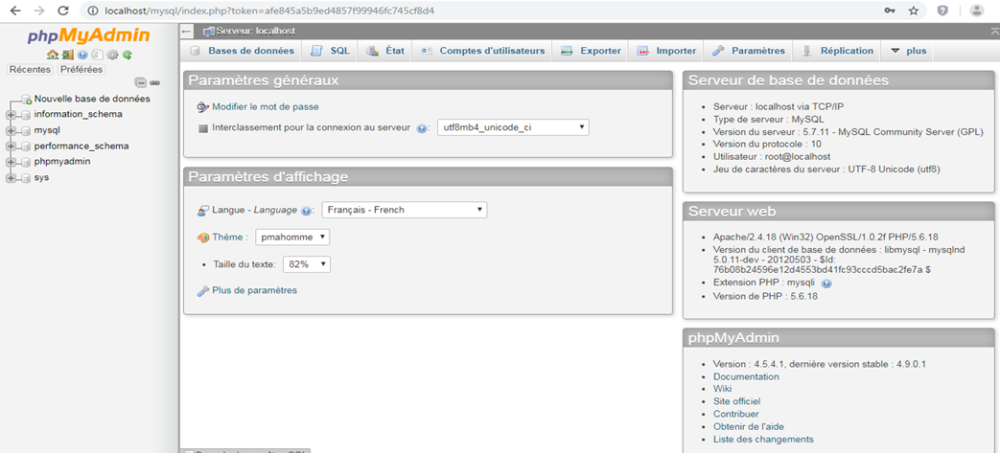 localhost/mysql/index.php?token=afe845a5b9ed4857f99946fc745cf8d4
phpMyAdmin
Récentes Préférées
Nouvelle base de données
information_schema
mysql
performance_schema
phpmyadmin
sys
Serveur: localhost
Bases de données SQL État Comptes d'utilisateurs Exporter Importer Paramètres Réplication plus
Paramètres généraux
Modifier le mot de passe
Interclassement pour la connexion au serveur : utf8mb4_unicode_ci
Paramètres d'affichage
Langue - Language : Français - French
Thème : pmahomme
Taille du texte: 82%
Plus de paramètres
Serveur de base de données
Serveur : localhost via TCP/IP
Type de serveur : MySQL
Version du serveur : 5.7.11 - MySQL Community Server (GPL)
Version du protocole : 10
Utilisateur : root@localhost
Jeu de caractères du serveur : UTF-8 Unicode (utf8)
Serveur web
Apache/2.4.18 (Win32) OpenSSL/1.0.2f PHP/5.6.18
Version du client de base de données : libmysql - mysqlnd
5.0.11-dev - 20120503 - $Id:
76b08b24596e12d4553bd41fc93cccd5bac2fe7a $
Extension PHP : mysqli
Version de PHP : 5.6.18
phpMyAdmin
Version : 4.5.4.1, dernière version stable : 4.9.0.1
Documentation
Wiki
Site officiel
Contribuer
Obtenir de l'aide
Liste des changements